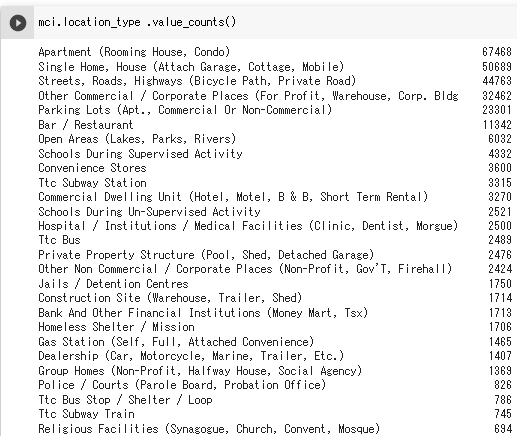 mci.location_type .value_counts()
Apartment (Rooming House, Condo) 67468
Single Home, House (Attach Garage, Cottage, Mobile) 50689
Streets, Roads, Highways (Bicycle Path, Private Road) 44763
Other Commercial / Corporate Places (For Profit, Warehouse, Corp. Bldg 32462
Parking Lots (Apt., Commercial Or Non-Commercial) 23301
Bar / Restaurant 11342
Open Areas (Lakes, Parks, Rivers) 6032
Schools During Supervised Activity 4332
Convenience Stores 3600
Ttc Subway Station 3315
Commercial Dwelling Unit (Hotel, Motel, B & B, Short Term Rental) 3270
Schools During Un-Supervised Activity 2521
Hospital / Institutions / Medical Facilities (Clinic, Dentist, Morgue) 2500
Ttc Bus 2489
Private Property Structure (Pool, Shed, Detached Garage) 2476
Other Non Commercial / Corporate Places (Non-Profit, Gov'T, Firehall) 2424
Jails / Detention Centres 1750
Construction Site (Warehouse, Trailer, Shed) 1714
Bank And Other Financial Institutions (Money Mart, Tsx) 1713
Homeless Shelter / Mission 1706
Gas Station (Self, Full, Attached Convenience) 1465
Dealership (Car, Motorcycle, Marine, Trailer, Etc.) 1407
Group Homes (Non-Profit, Halfway House, Social Agency) 1369
Police / Courts (Parole Board, Probation Office) 826
Ttc Bus Stop / Shelter / Loop 786
Ttc Subway Train 745
Religious Facilities (Synagogue, Church, Convent, Mosque) 694